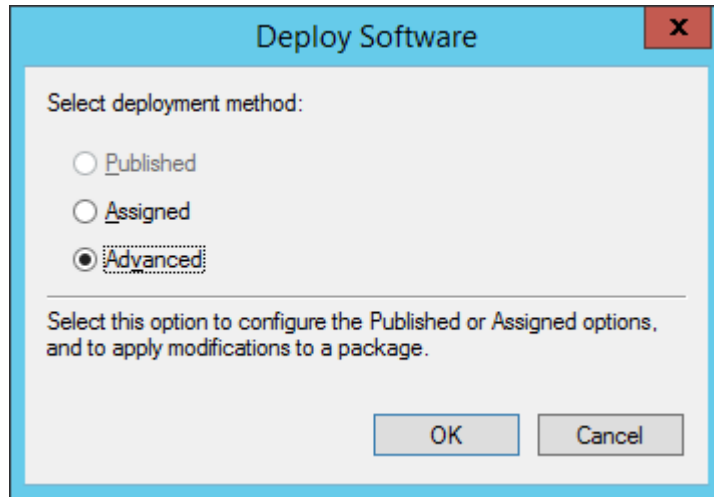 Deploy Software
x
Select deployment method:
Published
Assigned
Advanced
Select this option to configure the Published or Assigned options,
and to apply modifications to a package.
OK
Cancel